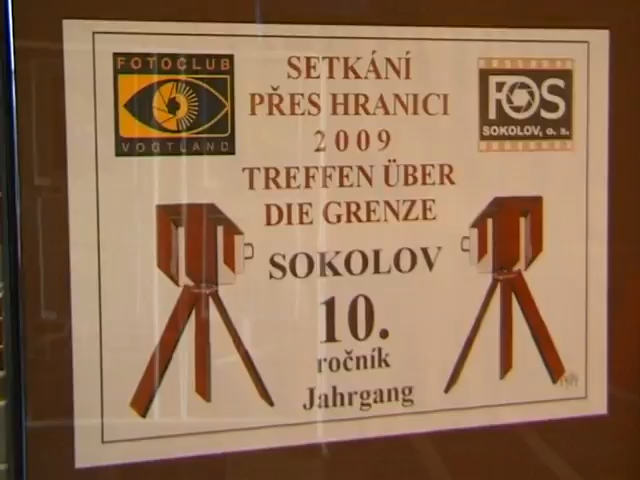 FOTOCLUB
VOGTLAND
SETKÁNÍ
PŘES HRANICI
2009
TREFFEN ÜBER
DIE GRENZE
FOS
SOKOLOV, o. s.
SOKOLOV
10.
ročník
Jahrgang